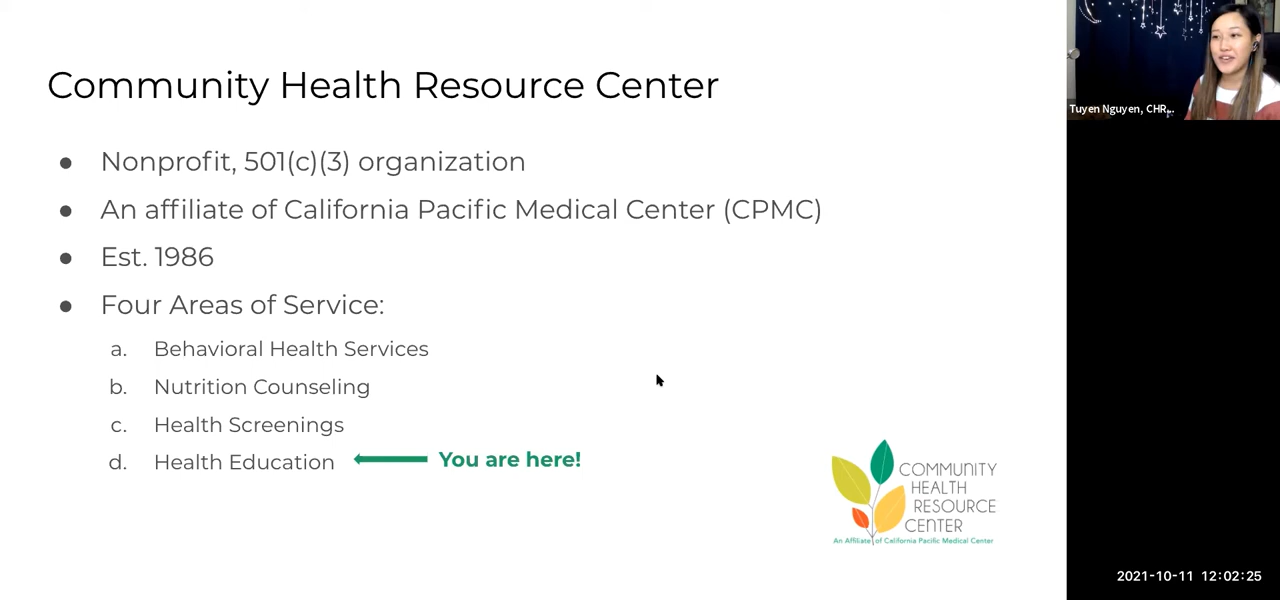 Community Health Resource Center
● Nonprofit, 501(c)(3) organization
● An affiliate of California Pacific Medical Center (CPMC)
● Est. 1986
● Four Areas of Service:
a. Behavioral Health Services
b. Nutrition Counseling
c. Health Screenings
d. Health Education
You are here!
COMMUNITY
HEALTH
RESOURCE
CENTER
An Affiliate of California Pacific Medical Center
Tuyen Nguyen, CHR...
2021-10-11 12:02:25